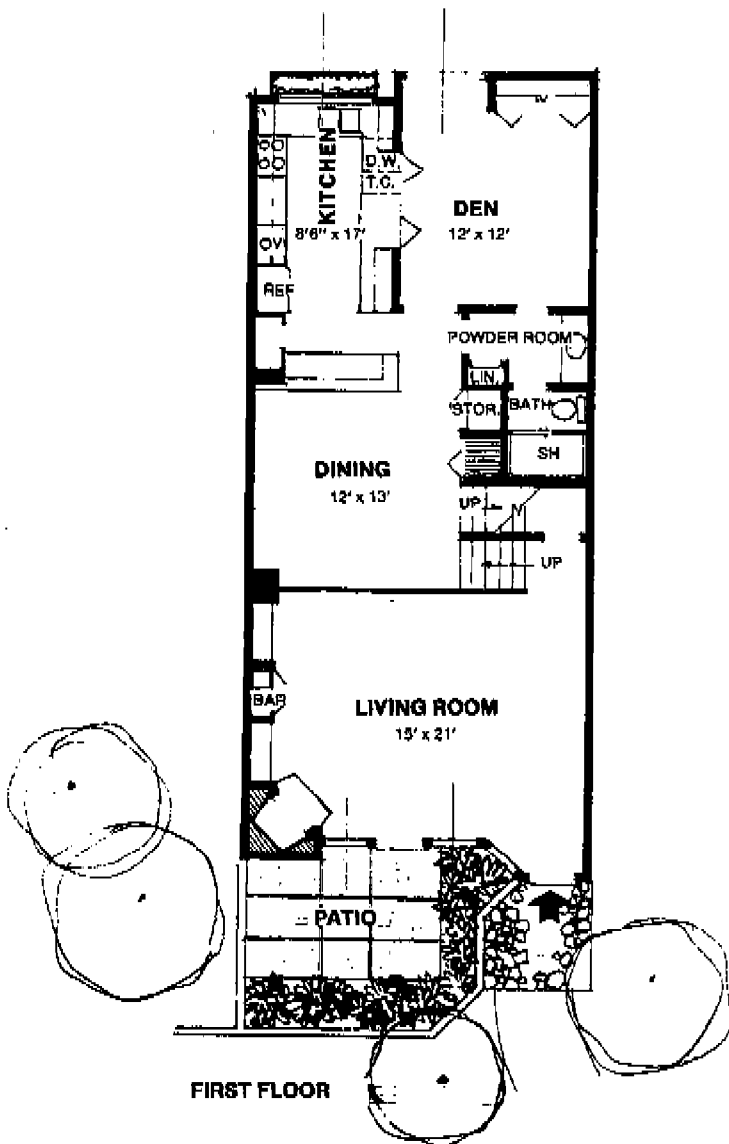 KITCHEN
8'6" x 17'
D.W.
T.C.
OV
REF
DEN
12' x 12'
POWDER ROOM
LIN.
STOR.
BATH
SH
DINING
12' x 13'
UP
UP
BAR
LIVING ROOM
15' x 21'
PATIO
FIRST FLOOR